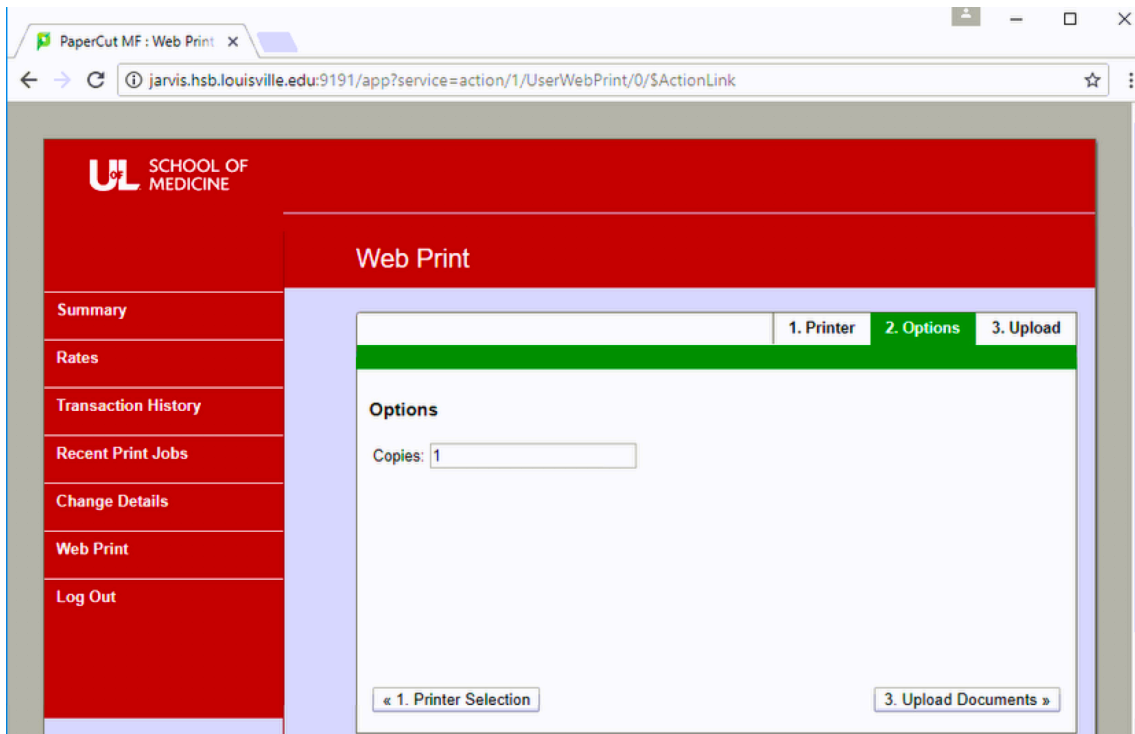 PaperCut MF : Web Print
jarvis.hsb.louisville.edu:9191/app?service=action/1/UserWebPrint/0/$ActionLink
UofL SCHOOL OF
MEDICINE
Web Print
Summary
Rates
Transaction History
Recent Print Jobs
Change Details
Web Print
Log Out
1. Printer 2. Options 3. Upload
Options
Copies: 1
« 1. Printer Selection 3. Upload Documents »